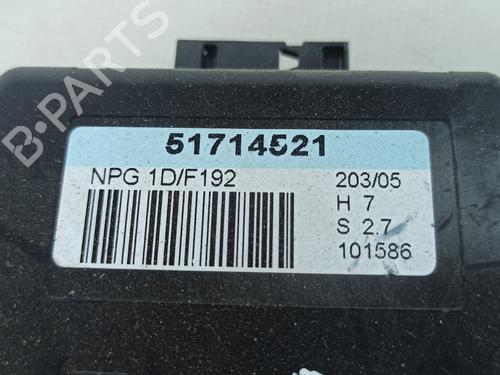 51714521
NPG 1D/F192
203/05
H 7
S 2.7
101586
B-PARTS